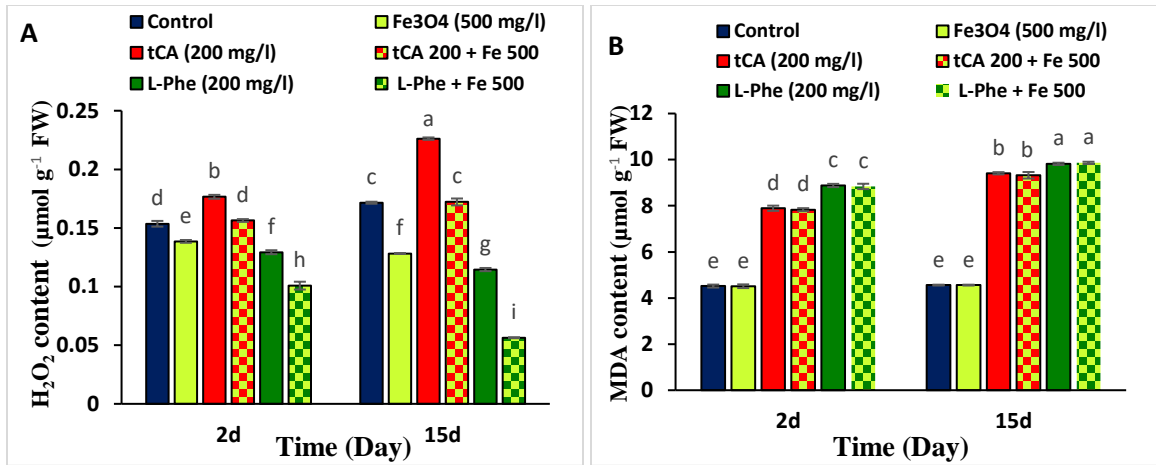 A
Control
Fe3O4 (500 mg/l)
tCA (200 mg/l)
tCA 200 + Fe 500
L-Phe (200 mg/l)
L-Phe + Fe 500
H₂O₂ content (µmol g⁻¹ FW)
0.25
0.2
0.15
0.1
0.05
0
d
e
b
d
f
h
c
f
a
c
g
i
2d
15d
Time (Day)
B
Control
Fe3O4 (500 mg/l)
tCA (200 mg/l)
tCA 200 + Fe 500
L-Phe (200 mg/l)
L-Phe + Fe 500
MDA content (µmol g⁻¹ FW)
12
10
8
6
4
2
0
e
e
d
d
c
c
e
e
b
b
a
a
2d
15d
Time (Day)